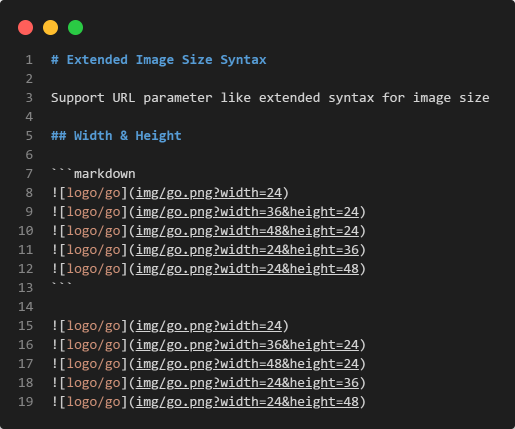 1 # Extended Image Size Syntax
2
3 Support URL parameter like extended syntax for image size
4
5 ## Width & Height
6
7 ```markdown
8 ![logo/go](img/go.png?width=24)
9 ![logo/go](img/go.png?width=36&height=24)
10 ![logo/go](img/go.png?width=48&height=24)
11 ![logo/go](img/go.png?width=24&height=36)
12 ![logo/go](img/go.png?width=24&height=48)
13 ```
14
15 ![logo/go](img/go.png?width=24)
16 ![logo/go](img/go.png?width=36&height=24)
17 ![logo/go](img/go.png?width=48&height=24)
18 ![logo/go](img/go.png?width=24&height=36)
19 ![logo/go](img/go.png?width=24&height=48)